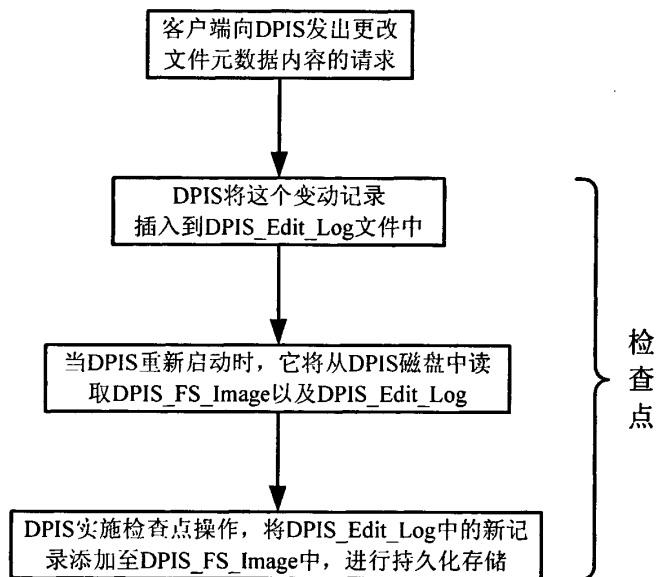 客户端向DPIS发出更改
文件元数据内容的请求
DPIS将这个变动记录
插入到DPIS_Edit_Log文件中
当DPIS重新启动时，它将从DPIS磁盘中读
取DPIS_FS_Image以及DPIS_Edit_Log
DPIS实施检查点操作，将DPIS_Edit_Log中的新记
录添加至DPIS_FS_Image中，进行持久化存储
检
查
点